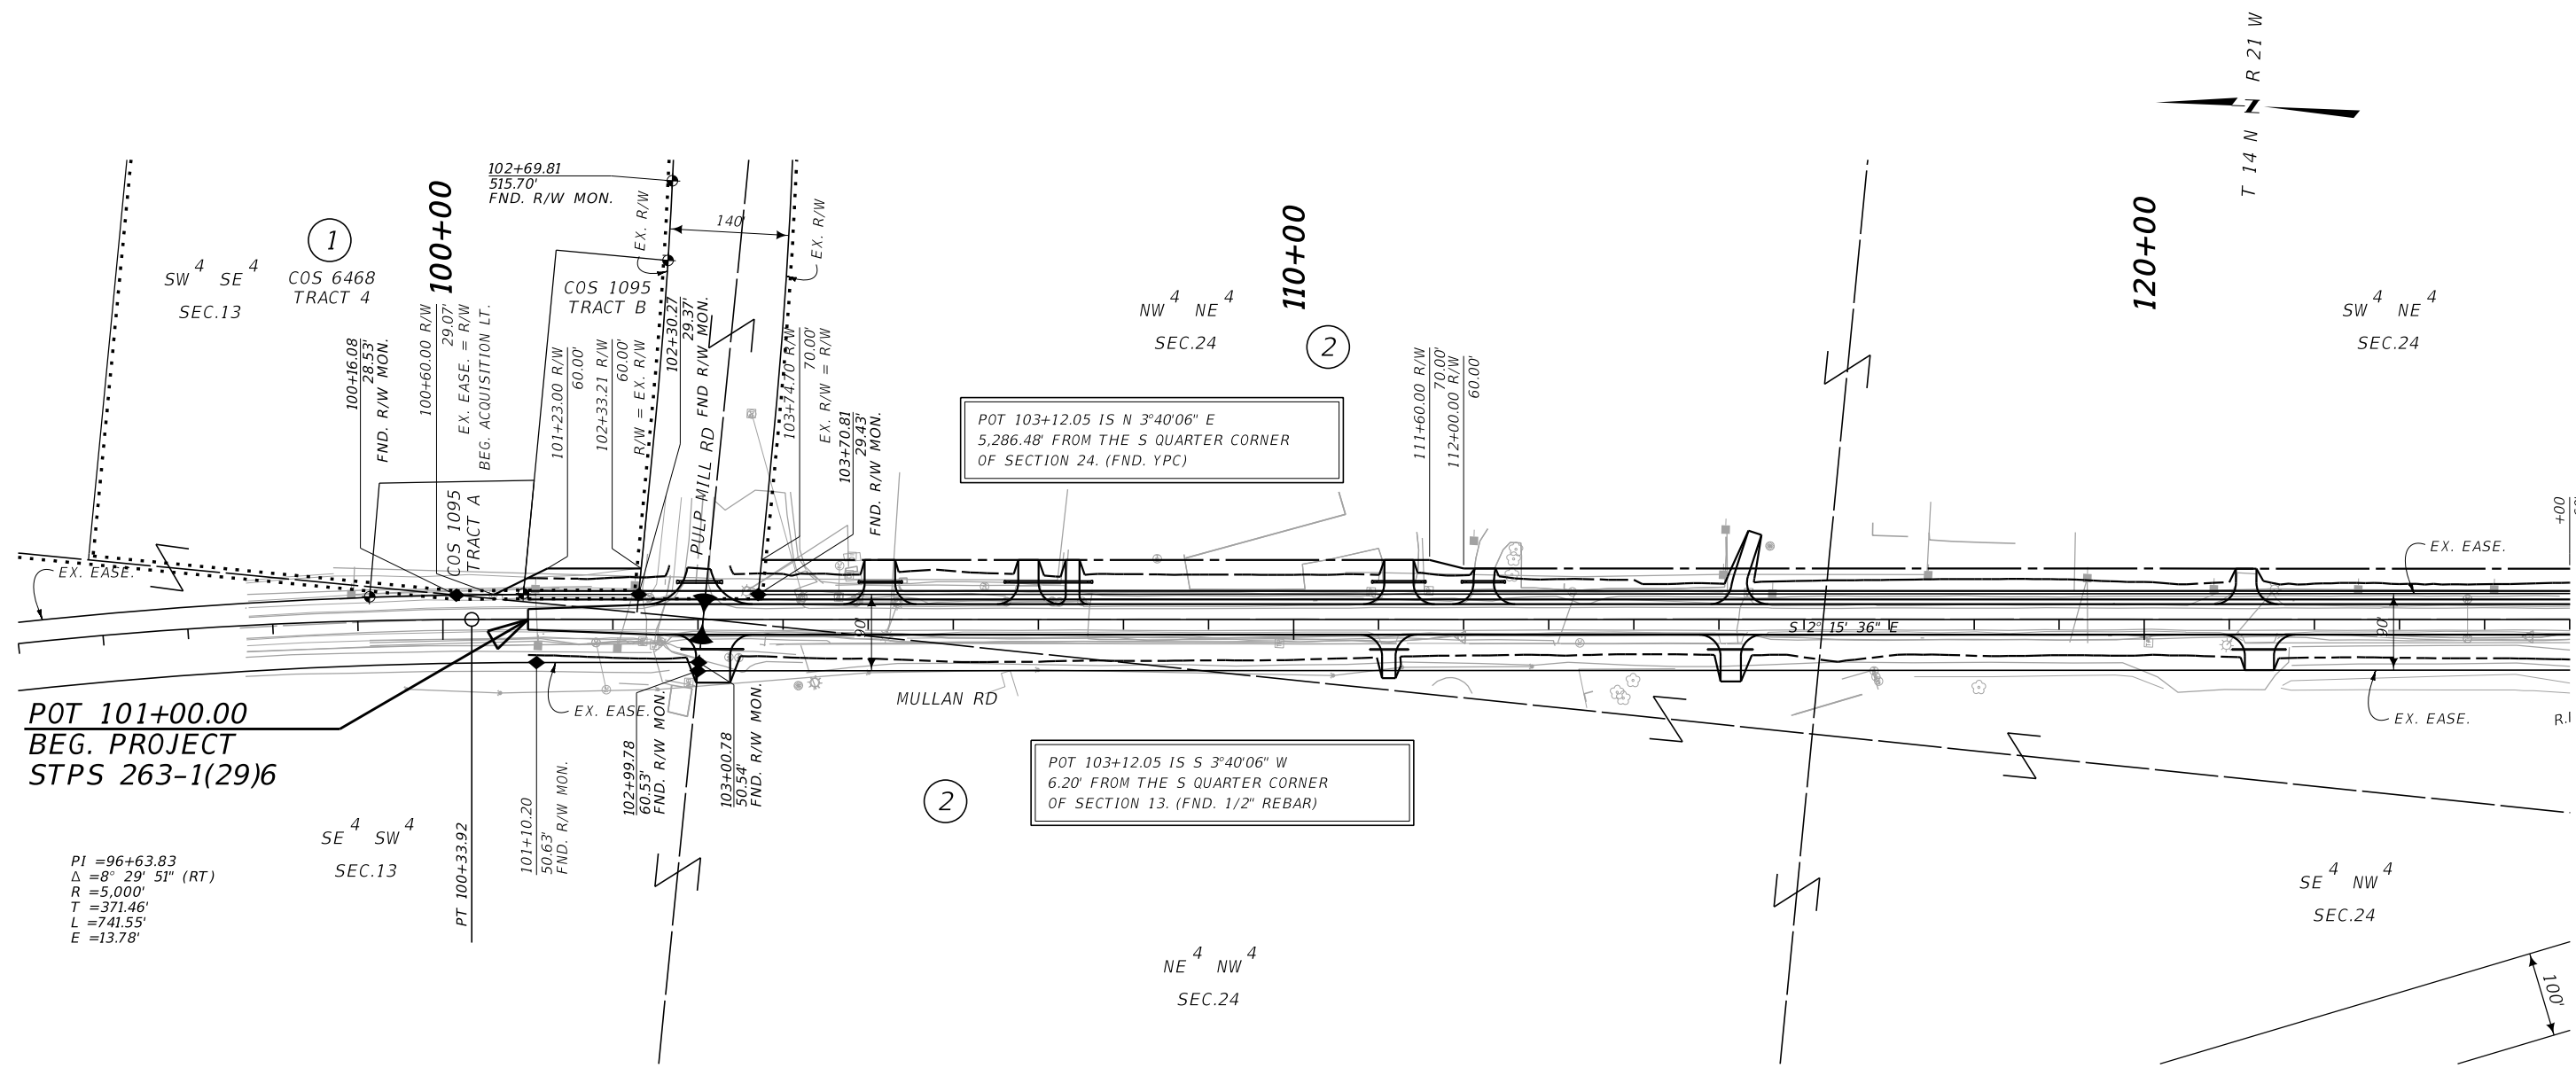 T 14 N R 21 W
N
102+69.81
515.70'
FND. R/W MON.
EX. R/W
140'
EX. R/W
1
COS 6468
TRACT 4
SW 4 SE 4
SEC.13
100+00
COS 1095
TRACT B
100+16.08
28.53'
FND. R/W MON.
100+60.00 R/W
29.07'
EX. EASE. = R/W
BEG. ACQUISITION LT.
101+23.00 R/W
60.00'
102+33.21 R/W
60.00'
R/W = EX. R/W
102+30.27
29.37'
FND R/W MON.
PULP MILL RD
103+74.70 R/W
70.00'
EX. R/W = R/W
103+70.81
29.43'
FND. R/W MON.
COS 1095
TRACT A
NW 4 NE 4
SEC.24
110+00
2
POT 103+12.05 IS N 3°40'06" E
5,286.48' FROM THE S QUARTER CORNER
OF SECTION 24. (FND. YPC)
111+60.00 R/W
70.00'
112+00.00 R/W
60.00'
120+00
SW 4 NE 4
SEC.24
+00
EX. EASE.
EX. EASE.
90'
S 2° 15' 36" E
90'
MULLAN RD
EX. EASE.
EX. EASE.
POT 101+00.00
BEG. PROJECT
STPS 263-1(29)6
102+99.78
60.53'
FND. R/W MON.
103+00.78
50.54'
FND. R/W MON.
101+10.20
50.63'
FND. R/W MON.
PT 100+33.92
2
POT 103+12.05 IS S 3°40'06" W
6.20' FROM THE S QUARTER CORNER
OF SECTION 13. (FND. 1/2" REBAR)
SE 4 SW 4
SEC.13
PI =96+63.83
Δ =8° 29' 51" (RT)
R =5,000'
T =371.46'
L =741.55'
E =13.78'
NE 4 NW 4
SEC.24
SE 4 NW 4
SEC.24
100'